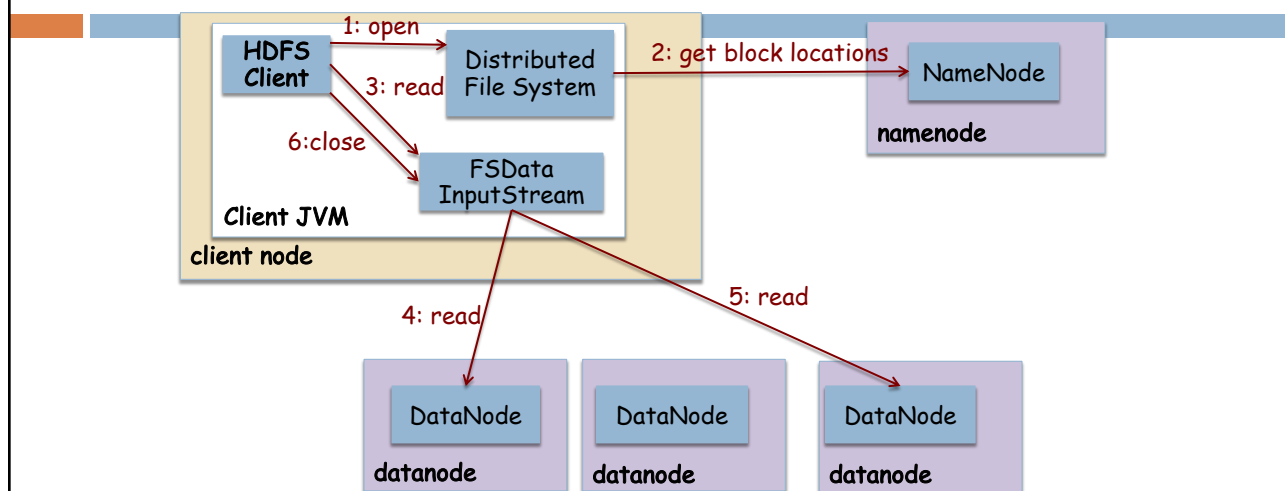 1: open
HDFS
Client
Distributed
File System
2: get block locations
NameNode
3: read
namenode
6:close
FSData
InputStream
Client JVM
client node
4: read
5: read
DataNode
DataNode
DataNode
datanode
datanode
datanode